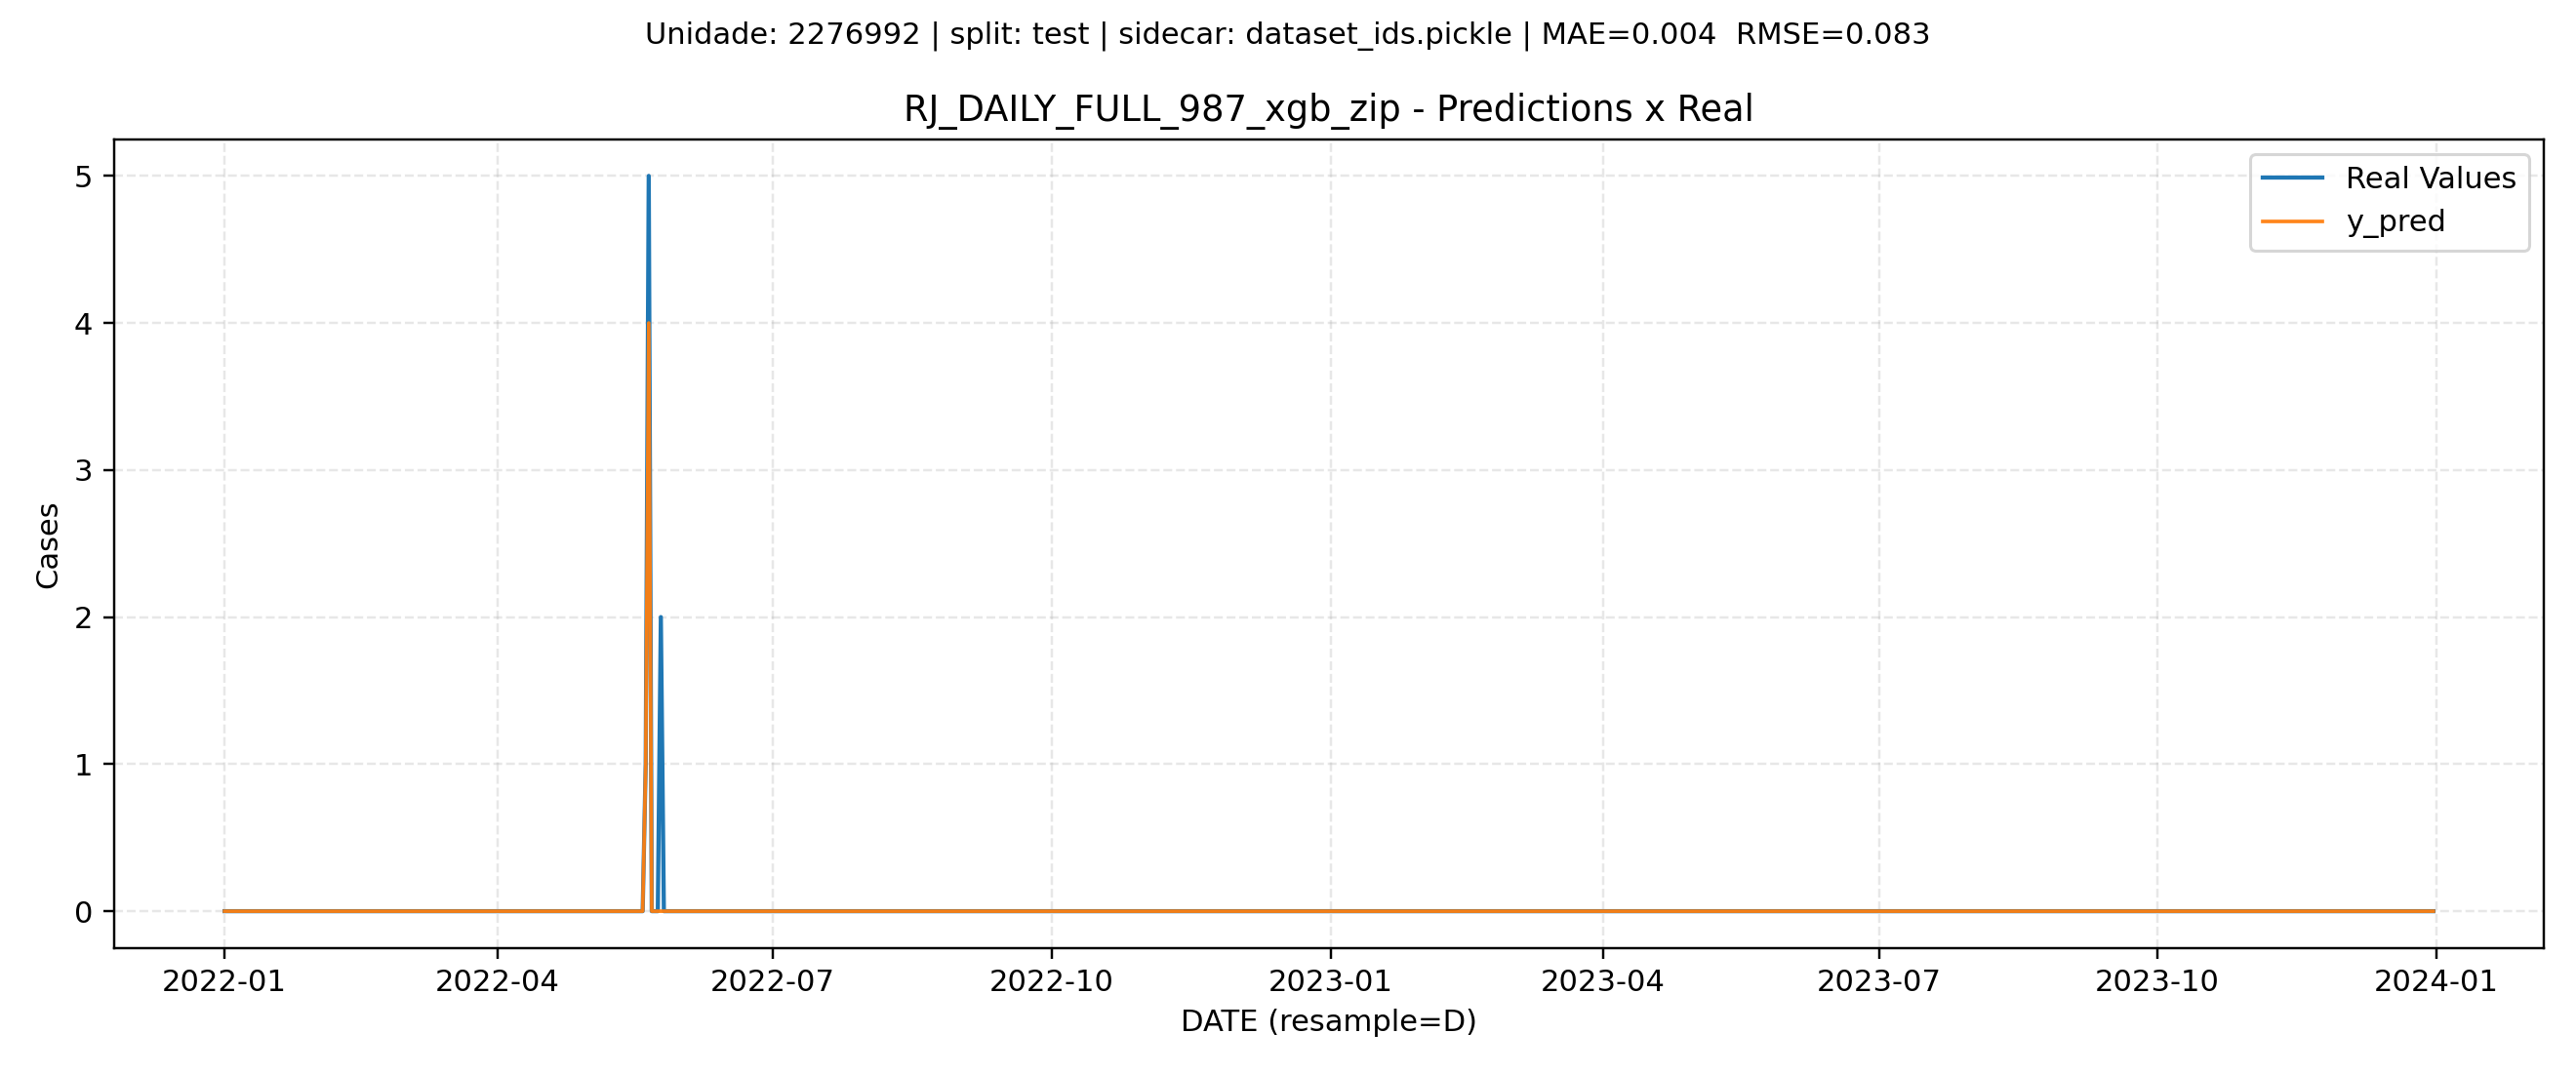 Unidade: 2276992 | split: test | sidecar: dataset_ids.pickle | MAE=0.004  RMSE=0.083
RJ_DAILY_FULL_987_xgb_zip - Predictions x Real
Real Values
y_pred
Cases
5
4
3
2
1
0
2022-01 2022-04 2022-07 2022-10 2023-01 2023-04 2023-07 2023-10 2024-01
DATE (resample=D)